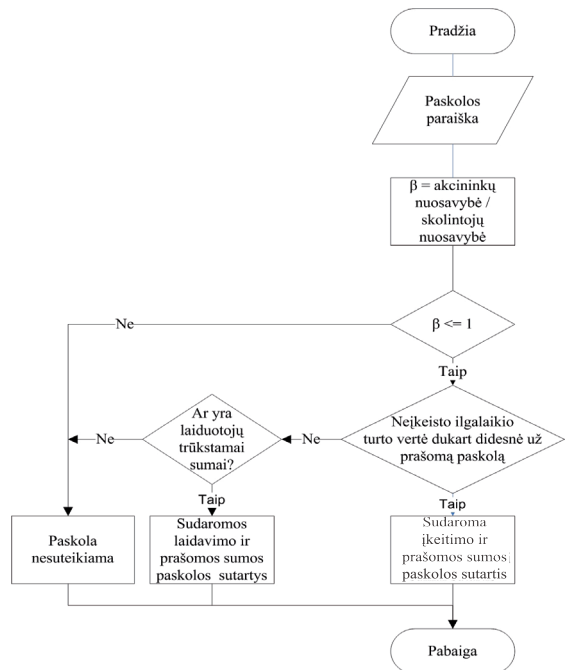 Pradžia
Paskolos
paraiška
β = akcininkų
nuosavybė /
skolintojų
nuosavybė
Ne
β <= 1
Taip
Ar yra
laiduotojų
trūkstamai
sumai?
Neįkeisto ilgalaikio
turto vertė dukart didesnė už
prašomą paskolą
Ne
Ne
Taip
Taip
Paskola
nesuteikiama
Sudaromos
laidavimo ir
prašomos sumos
paskolos sutartys
Sudaroma
įkeitimo ir
prašomos sumos
paskolos sutartis
Pabaiga